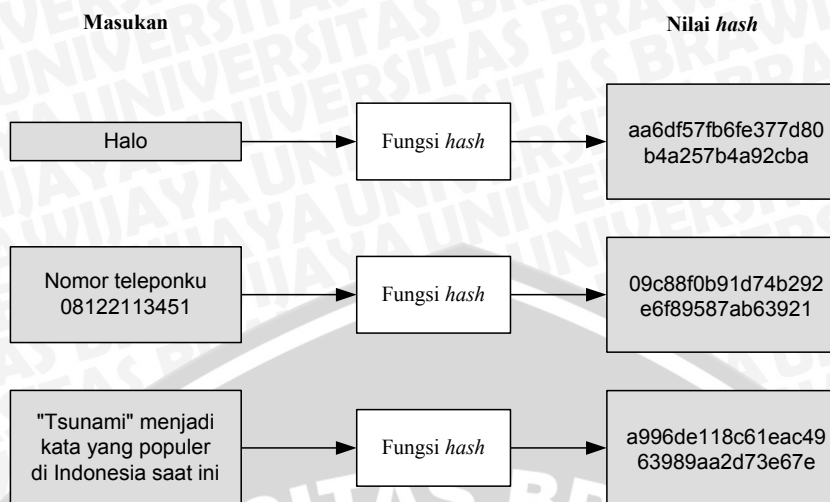 Masukan
Nilai hash
Halo
Fungsi hash
aa6df57fb6fe377d80
b4a257b4a92cba
Nomor teleponku
08122113451
Fungsi hash
09c88f0b91d74b292
e6f89587ab63921
"Tsunami" menjadi
kata yang populer
di Indonesia saat ini
Fungsi hash
a996de118c61eac49
63989aa2d73e67e